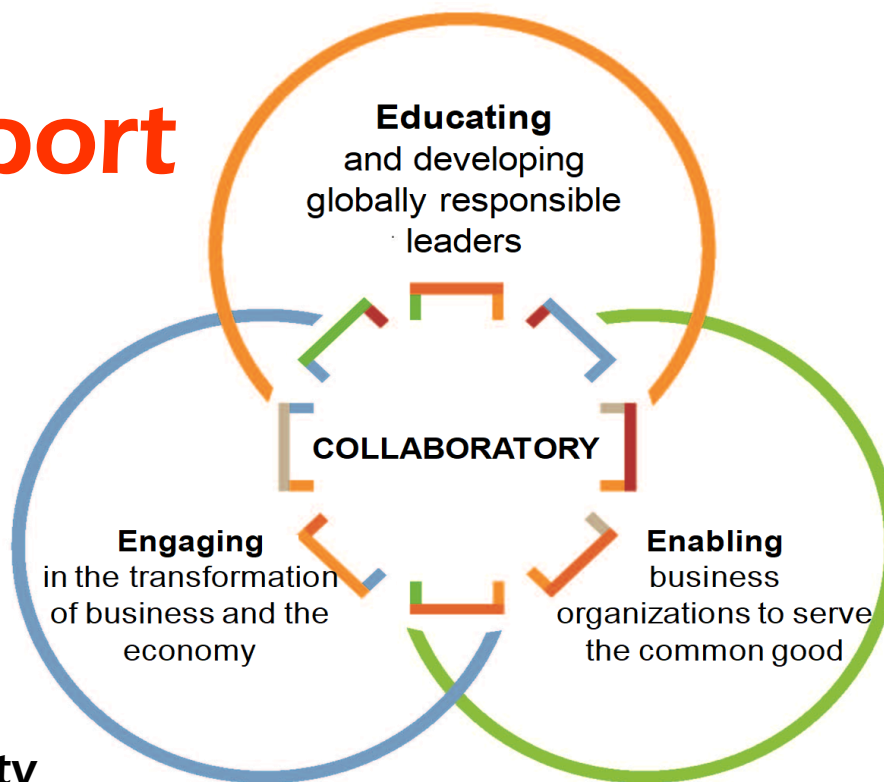 port
Educating
and developing
globally responsible
leaders
COLLABORATORY
Engaging
in the transformation
of business and the
economy
Enabling
business
organizations to serve
the common good
ty